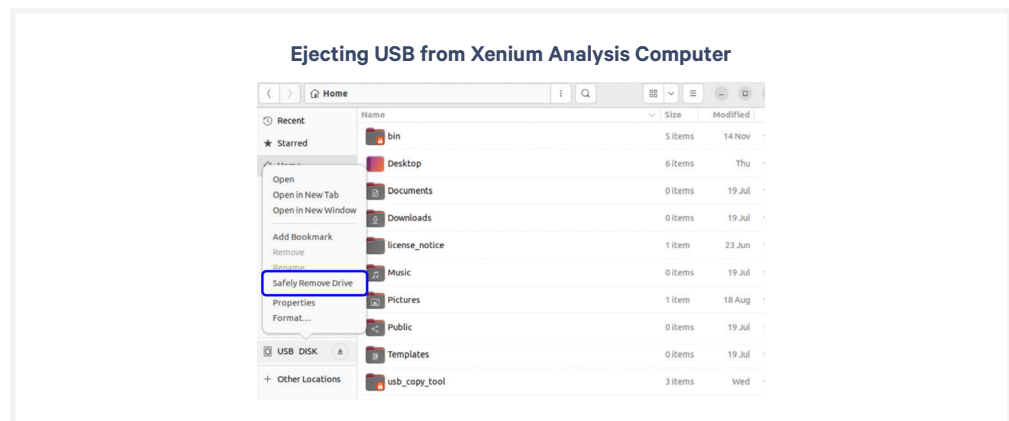 Ejecting USB from Xenium Analysis Computer
Home
Recent
Starred
Home
Open
Open in New Tab
Open in New Window
Add Bookmark
Remove
Rename
Safely Remove Drive
Properties
Format...
USB DISK
+ Other Locations
Name Size Modified
bin 5 items 14 Nov
Desktop 6 items Thu
Documents 0 items 19 Jul
Downloads 0 items 19 Jul
license_notice 1 item 23 Jun
Music 0 items 19 Jul
Pictures 1 item 18 Aug
Public 0 items 19 Jul
Templates 0 items 19 Jul
usb_copy_tool 3 items Wed